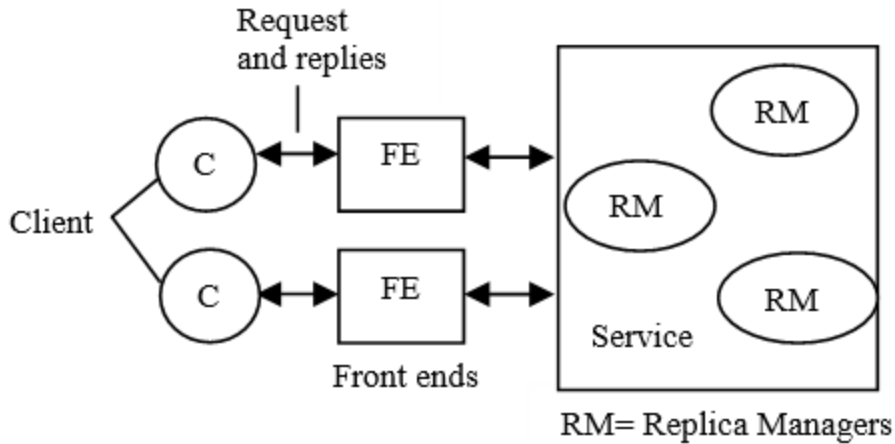 Request
and replies
RM
C
FE
RM
Client
C
FE
RM
Service
Front ends
RM= Replica Managers